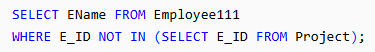 SELECT EName FROM Employee111
WHERE E_ID NOT IN (SELECT E_ID FROM Project);